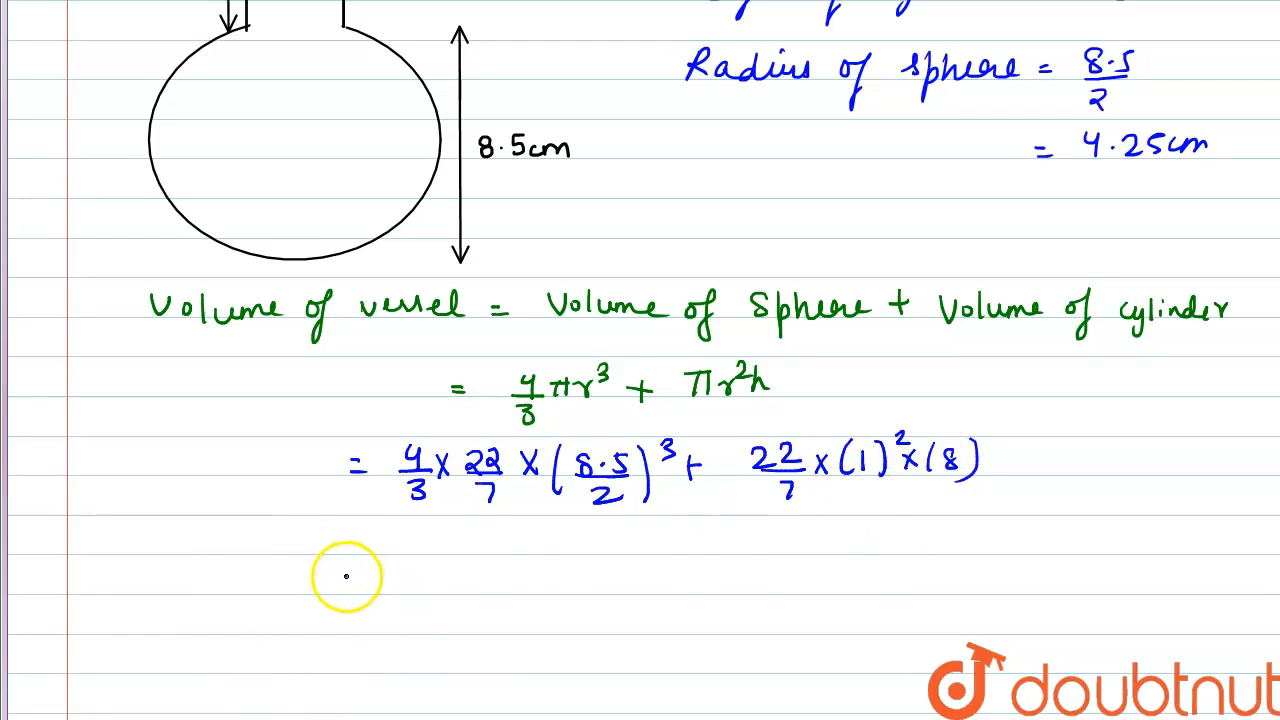 Radius of sphere = 8.5/2
= 4.25cm
8.5cm
Volume of vessel = Volume of Sphere + Volume of cylinder
= 4/3 πr³ + πr²h
= 4/3 × 22/7 × (8.5/2)³ + 22/7 × (1)² × (8)
doubtnut